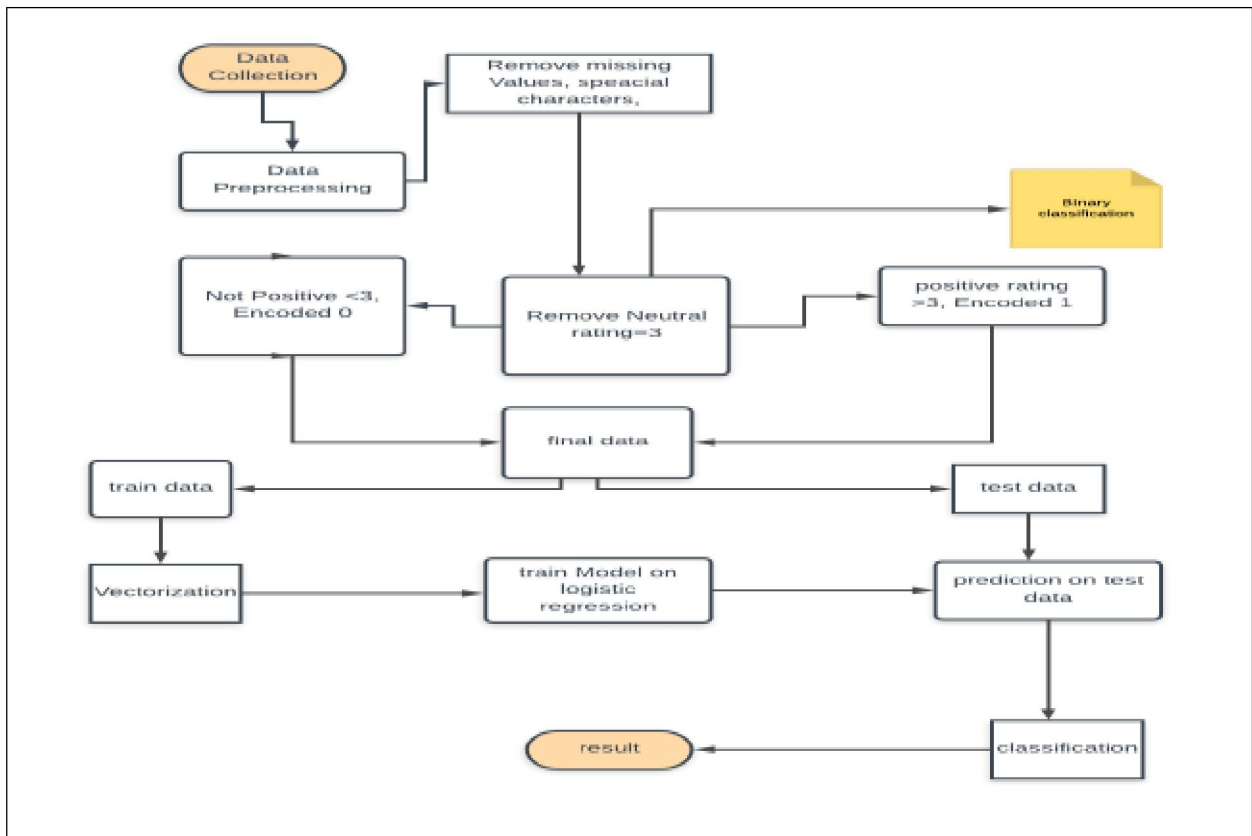 Data
Collection
Remove missing
Values, speacial
characters,
Data
Preprocessing
Binary
classification
Not Positive <3,
Encoded 0
Remove Neutral
rating=3
positive rating
>3, Encoded 1
final data
train data
test data
Vectorization
train Model on
logistic
regression
prediction on test
data
classification
result